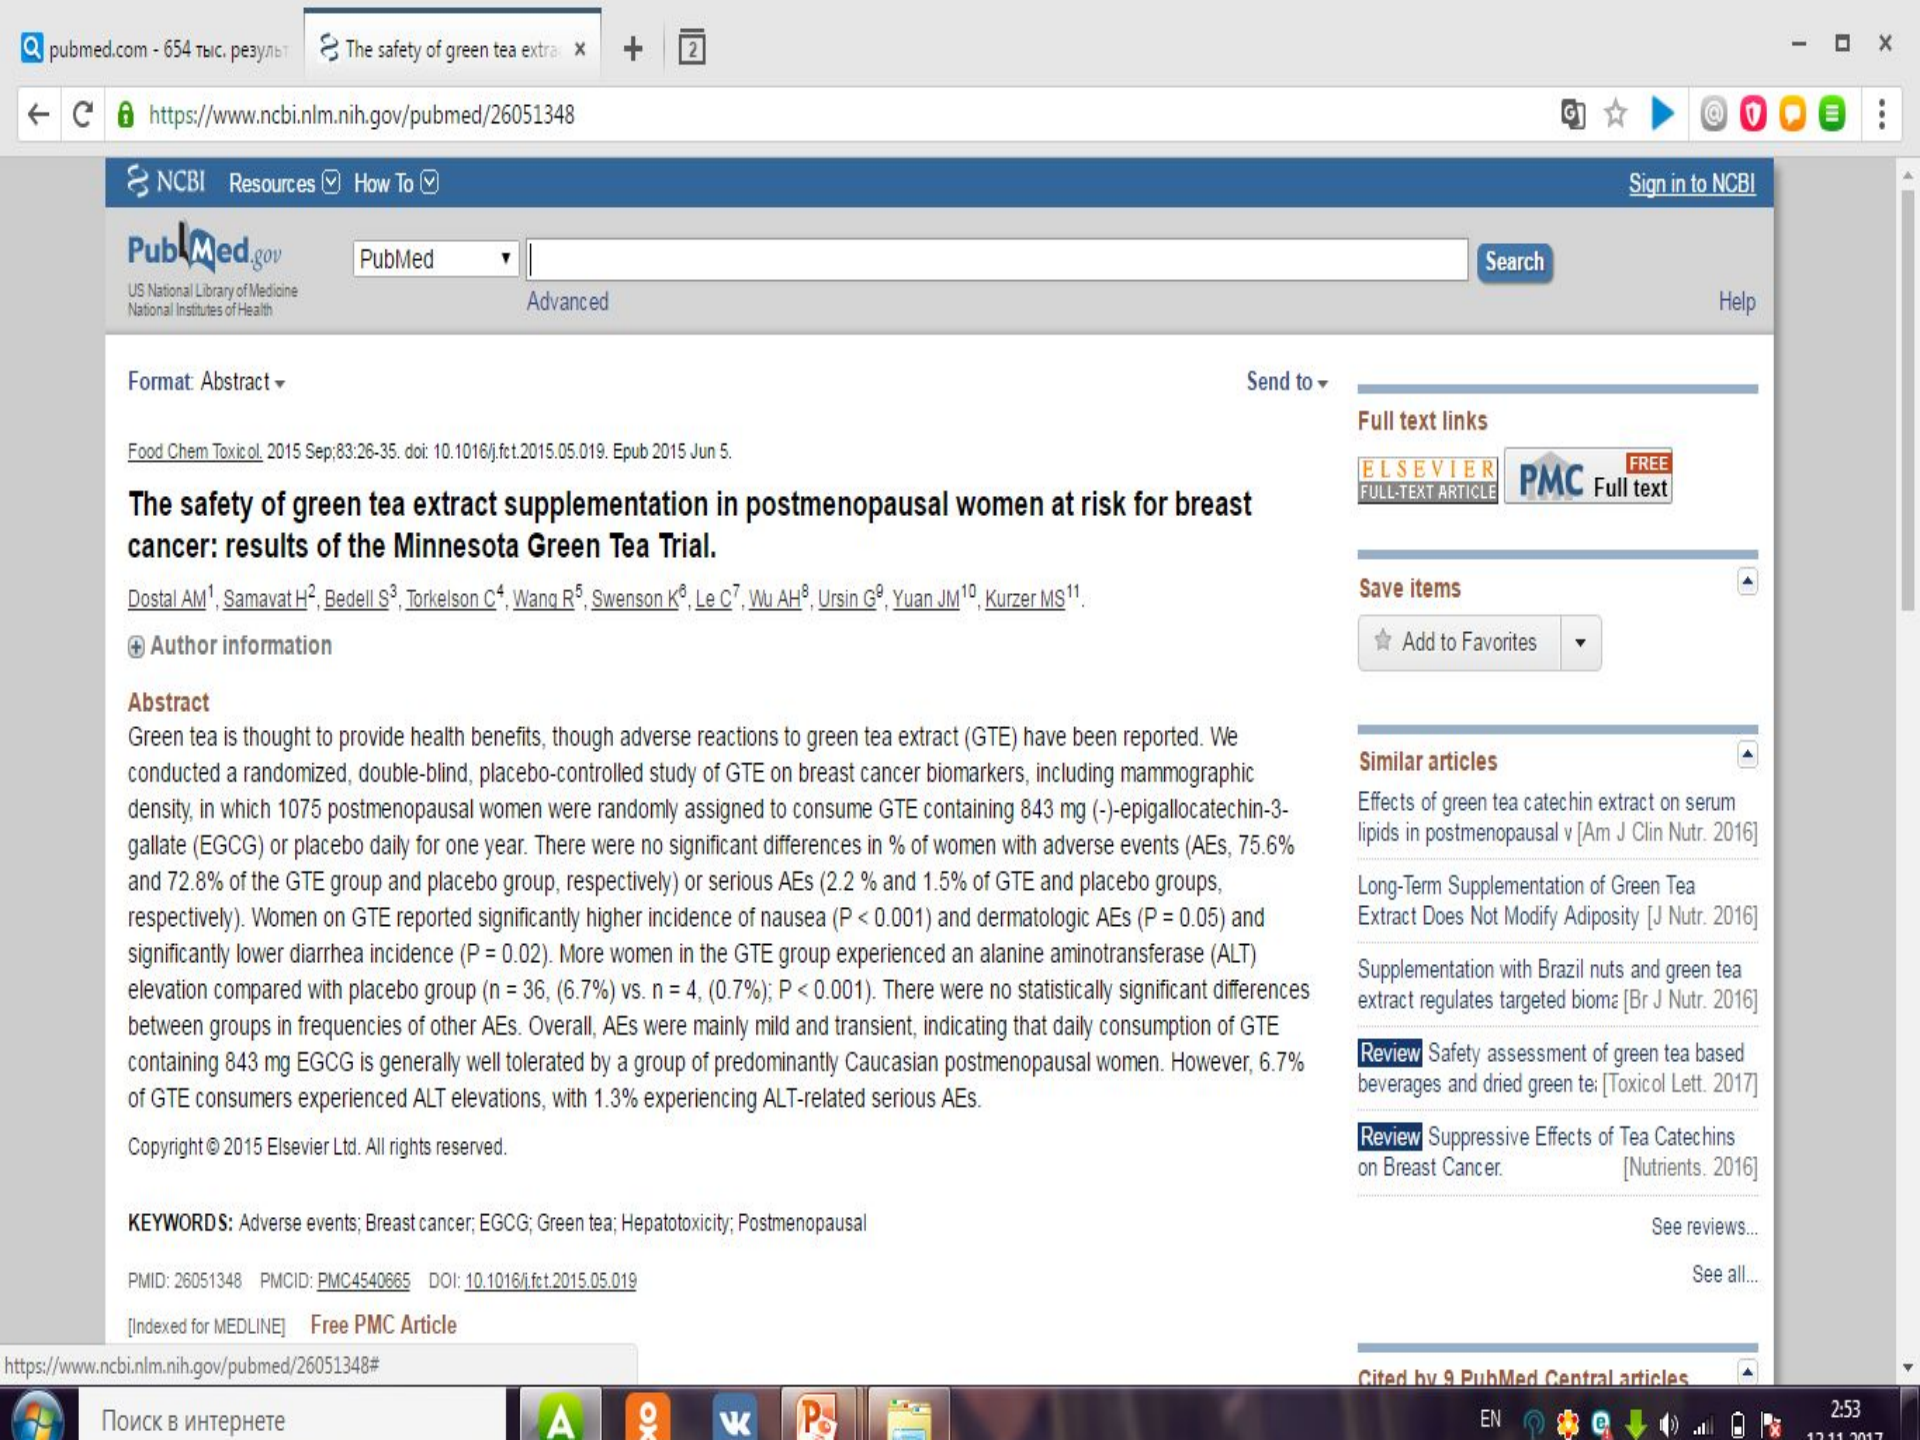 pubmed.com - 654 тыс. резуль
The safety of green tea extra
2
https://www.ncbi.nlm.nih.gov/pubmed/26051348
NCBI Resources How To Sign in to NCBI
PubMed.gov
US National Library of Medicine
National Institutes of Health
PubMed
Search
Advanced
Help
Format: Abstract
Send to
Food Chem Toxicol. 2015 Sep;83:26-35. doi: 10.1016/j.fct.2015.05.019. Epub 2015 Jun 5.
The safety of green tea extract supplementation in postmenopausal women at risk for breast
cancer: results of the Minnesota Green Tea Trial.
Dostal AM1, Samavat H2, Bedell S3, Torkelson C4, Wang R5, Swenson K6, Le C7, Wu AH8, Ursin G9, Yuan JM10, Kurzer MS11.
Author information
Abstract
Green tea is thought to provide health benefits, though adverse reactions to green tea extract (GTE) have been reported. We
conducted a randomized, double-blind, placebo-controlled study of GTE on breast cancer biomarkers, including mammographic
density, in which 1075 postmenopausal women were randomly assigned to consume GTE containing 843 mg (-)-epigallocatechin-3-
gallate (EGCG) or placebo daily for one year. There were no significant differences in % of women with adverse events (AEs, 75.6%
and 72.8% of the GTE group and placebo group, respectively) or serious AEs (2.2 % and 1.5% of GTE and placebo groups,
respectively). Women on GTE reported significantly higher incidence of nausea (P < 0.001) and dermatologic AEs (P = 0.05) and
significantly lower diarrhea incidence (P = 0.02). More women in the GTE group experienced an alanine aminotransferase (ALT)
elevation compared with placebo group (n = 36, (6.7%) vs. n = 4, (0.7%); P < 0.001). There were no statistically significant differences
between groups in frequencies of other AEs. Overall, AEs were mainly mild and transient, indicating that daily consumption of GTE
containing 843 mg EGCG is generally well tolerated by a group of predominantly Caucasian postmenopausal women. However, 6.7%
of GTE consumers experienced ALT elevations, with 1.3% experiencing ALT-related serious AEs.
Copyright © 2015 Elsevier Ltd. All rights reserved.
KEYWORDS: Adverse events; Breast cancer; EGCG; Green tea; Hepatotoxicity; Postmenopausal
PMID: 26051348 PMCID: PMC4540665 DOI: 10.1016/j.fct.2015.05.019
[Indexed for MEDLINE] Free PMC Article
Full text links
ELSEVIER
FULL-TEXT ARTICLE
PMC FREE
Full text
Save items
Add to Favorites
Similar articles
Effects of green tea catechin extract on serum
lipids in postmenopausal v [Am J Clin Nutr. 2016]
Long-Term Supplementation of Green Tea
Extract Does Not Modify Adiposity [J Nutr. 2016]
Supplementation with Brazil nuts and green tea
extract regulates targeted bioma [Br J Nutr. 2016]
Review Safety assessment of green tea based
beverages and dried green te [Toxicol Lett. 2017]
Review Suppressive Effects of Tea Catechins
on Breast Cancer. [Nutrients. 2016]
See reviews...
See all...
Cited by 9 PubMed Central articles
https://www.ncbi.nlm.nih.gov/pubmed/26051348#
Поиск в интернете
EN
2:53
12.11.2017